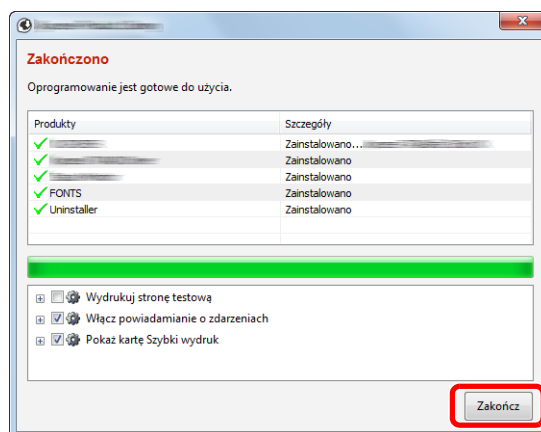 Zakończono
Oprogramowanie jest gotowe do użycia.
Produkty Szczegóły
Zainstalowano...
Zainstalowano
Zainstalowano
FONTS Zainstalowano
Uninstaller Zainstalowano
Wydrukuj stronę testową
Włącz powiadamianie o zdarzeniach
Pokaż kartę Szybki wydruk
Zakończ